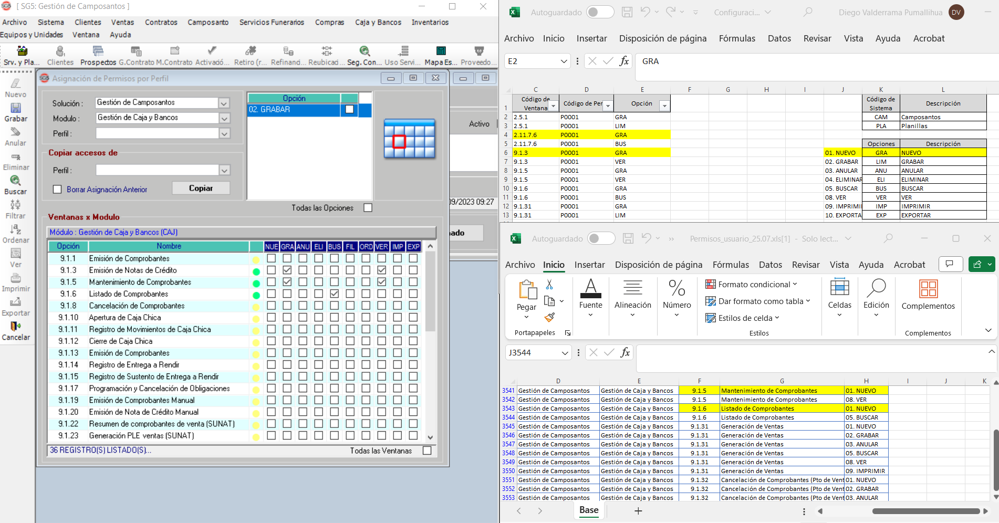 [ SG5: Gestión de Camposantos ]
Archivo Sistema Clientes Ventas Contratos Camposanto Servicios Funerarios Compras Caja y Bancos Inventarios
Equipos y Unidades Ventana Ayuda
Srv. y Pla... Clientes Prospectos G.Contrato M.Contrato Activació... Retiro (r... Refinanci... Reubicaci... Seg. Con... Uso Servi... Mapa Es... Proveedo...
Nuevo
Grabar
Anular
Eliminar
Buscar
Filtrar
Ordenar
Ver
Imprimir
Exportar
Cancelar
SG5 Asignación de Permisos por Perfil
Solución : Gestión de Camposantos
Modulo : Gestión de Caja y Bancos
Perfil :
Copiar accesos de
Perfil :
Borrar Asignación Anterior Copiar
Opción
02. GRABAR
Todas las Opciones
Activo
09/2023 09:27
Ventanas x Modulo
Módulo : Gestión de Caja y Bancos (CAJ)
Opción Nombre NUE GRA ANU ELI BUS FIL ORD VER IMP EXP
9.1.1 Emisión de Comprobantes
9.1.3 Emisión de Notas de Crédito
9.1.5 Mantenimiento de Comprobantes
9.1.6 Listado de Comprobantes
9.1.8 Cancelación de Comprobantes
9.1.10 Apertura de Caja Chica
9.1.11 Registro de Movimientos de Caja Chica
9.1.12 Cierre de Caja Chica
9.1.13 Emisión de Comprobantes
9.1.14 Registro de Entrega a Rendir
9.1.15 Registro de Sustento de Entrega a Rendir
9.1.17 Programación y Cancelación de Obligaciones
9.1.19 Emisión de Comprobantes Manual
9.1.20 Emisión de Nota de Crédito Manual
9.1.22 Resumen de comprobantes de venta (SUNAT)
9.1.23 Generación PLE ventas (SUNAT)
36 REGISTRO(S) LISTADO(S)... Todas las Ventanas
Autoguardado Configuraci... Diego Valderrama Pumallihua DV
Archivo Inicio Insertar Disposición de página Fórmulas Datos Revisar Vista Ayuda Acrobat
E2 fx GRA
C D E F G H I J K L
1 Código de Ventana Código de Per Opción Código de Sistema Descripción
2 2.5.1 P0001 GRA CAM Camposantos
3 2.5.1 P0001 LIM PLA Planillas
4 2.11.7.6 P0001 GRA
5 2.11.7.6 P0001 BUS Opciones Descripción
6 9.1.3 P0001 GRA 01. NUEVO GRA NUEVO
7 9.1.3 P0001 VER 02. GRABAR LIM GRABAR
8 9.1.5 P0001 GRA 03. ANULAR ANU ANULAR
9 9.1.5 P0001 VER 04. ELIMINAR ELI ELIMINAR
10 9.1.6 P0001 GRA 05. BUSCAR BUS BUSCAR
11 9.1.6 P0001 BUS 08. VER VER VER
12 9.1.31 P0001 GRA 09. IMPRIMI IMP IMPRIMIR
13 9.1.31 P0001 LIM 10. EXPORTA EXP EXPORTAR
Autoguardado Permisos_usuario_25.07.xls[1] - Solo lect...
Archivo Inicio Insertar Disposición de página Fórmulas Datos Revisar Vista Ayuda Acrobat
Pegar Fuente Alineación Número Formato condicional Celdas Edición Complementos
Dar formato como tabla
Estilos de celda
Portapapeles Estilos Complementos
J3544 fx
D E F G H I J K
3541 Gestión de Camposantos Gestión de Caja y Bancos 9.1.5 Mantenimiento de Comprobantes 01. NUEVO
3542 Gestión de Camposantos Gestión de Caja y Bancos 9.1.5 Mantenimiento de Comprobantes 08. VER
3543 Gestión de Camposantos Gestión de Caja y Bancos 9.1.6 Listado de Comprobantes 01. NUEVO
3544 Gestión de Camposantos Gestión de Caja y Bancos 9.1.6 Listado de Comprobantes 05. BUSCAR
3545 Gestión de Camposantos Gestión de Caja y Bancos 9.1.31 Generación de Ventas 01. NUEVO
3546 Gestión de Camposantos Gestión de Caja y Bancos 9.1.31 Generación de Ventas 02. GRABAR
3547 Gestión de Camposantos Gestión de Caja y Bancos 9.1.31 Generación de Ventas 03. ANULAR
3548 Gestión de Camposantos Gestión de Caja y Bancos 9.1.31 Generación de Ventas 05. BUSCAR
3549 Gestión de Camposantos Gestión de Caja y Bancos 9.1.31 Generación de Ventas 08. VER
3550 Gestión de Camposantos Gestión de Caja y Bancos 9.1.31 Generación de Ventas 09. IMPRIMIR
3551 Gestión de Camposantos Gestión de Caja y Bancos 9.1.32 Cancelación de Comprobantes (Pto de Vent 01. NUEVO
3552 Gestión de Camposantos Gestión de Caja y Bancos 9.1.32 Cancelación de Comprobantes (Pto de Vent 02. GRABAR
3553 Gestión de Camposantos Gestión de Caja y Bancos 9.1.32 Cancelación de Comprobantes (Pto de Vent 03. ANULAR
Base